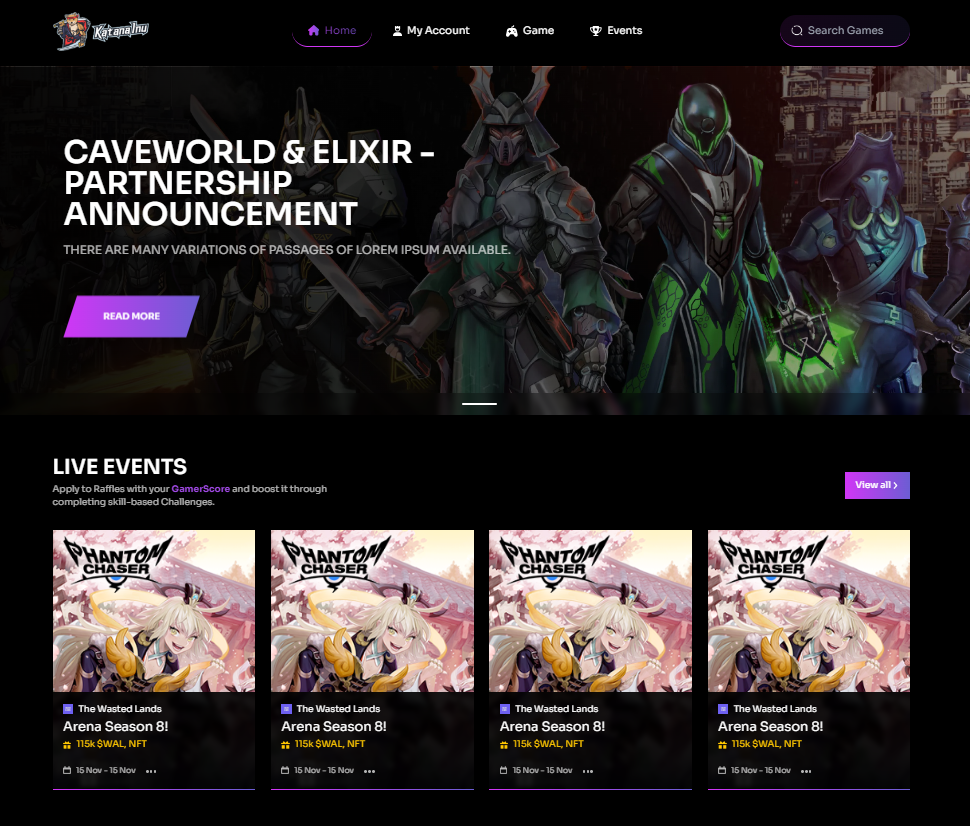 Katana Inu
Home
My Account
Game
Events
Search Games
CAVEWORLD & ELIXIR -
PARTNERSHIP
ANNOUNCEMENT
THERE ARE MANY VARIATIONS OF PASSAGES OF LOREM IPSUM AVAILABLE.
READ MORE
LIVE EVENTS
Apply to Raffles with your GamerScore and boost it through
completing skill-based Challenges.
View all
PHANTOM
CHASER
PHANTOM
CHASER
PHANTOM
CHASER
PHANTOM
CHASER
The Wasted Lands
Arena Season 8!
115k $WAL, NFT
15 Nov - 15 Nov
The Wasted Lands
Arena Season 8!
115k $WAL, NFT
15 Nov - 15 Nov
The Wasted Lands
Arena Season 8!
115k $WAL, NFT
15 Nov - 15 Nov
The Wasted Lands
Arena Season 8!
115k $WAL, NFT
15 Nov - 15 Nov